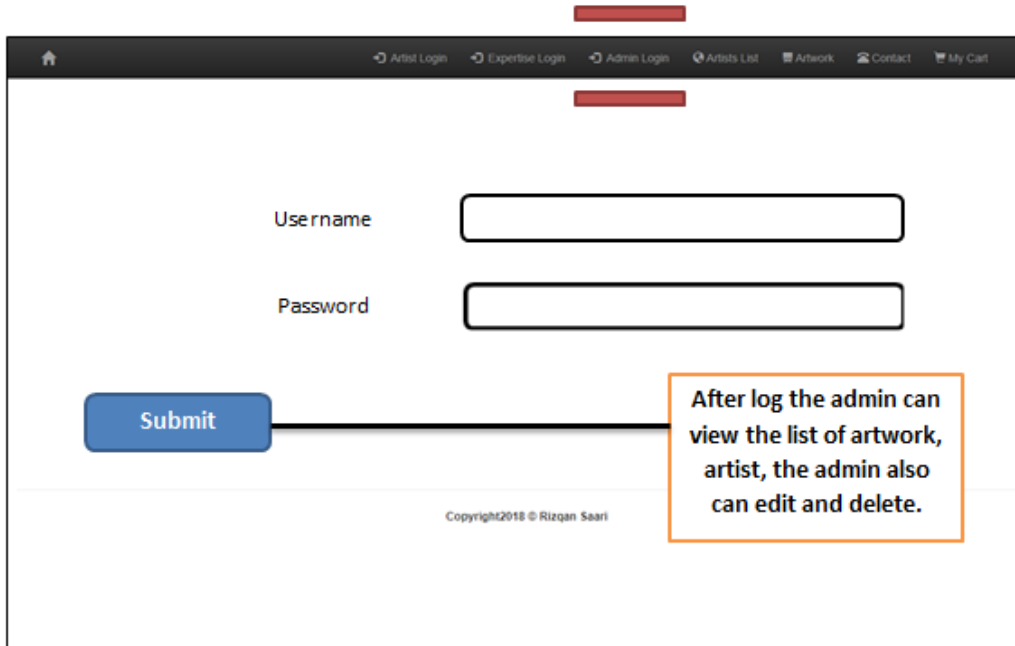 Artist Login Expertise Login Admin Login Artists List Artwork Contact My Cart
Username
Password
Submit
After log the admin can
view the list of artwork,
artist, the admin also
can edit and delete.
Copyright2018 © Rizqan Saari